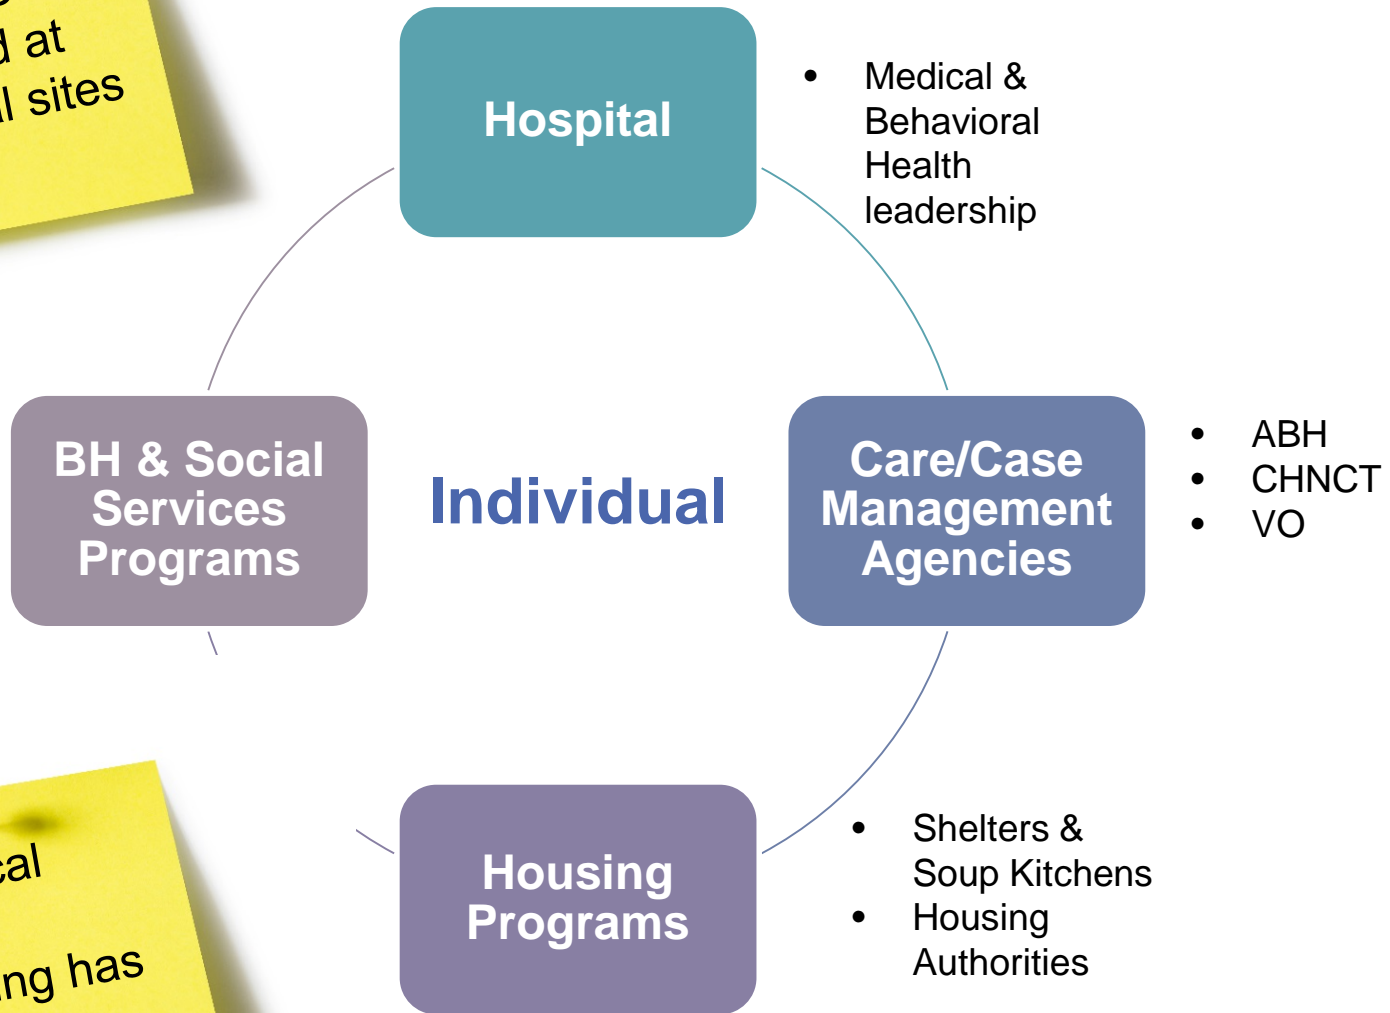 d at
l sites
Hospital
• Medical &
Behavioral
Health
leadership
BH & Social
Services
Programs
Individual
Care/Case
Management
Agencies
• ABH
• CHNCT
• VO
cal
ng has
Housing
Programs
• Shelters &
Soup Kitchens
• Housing
Authorities